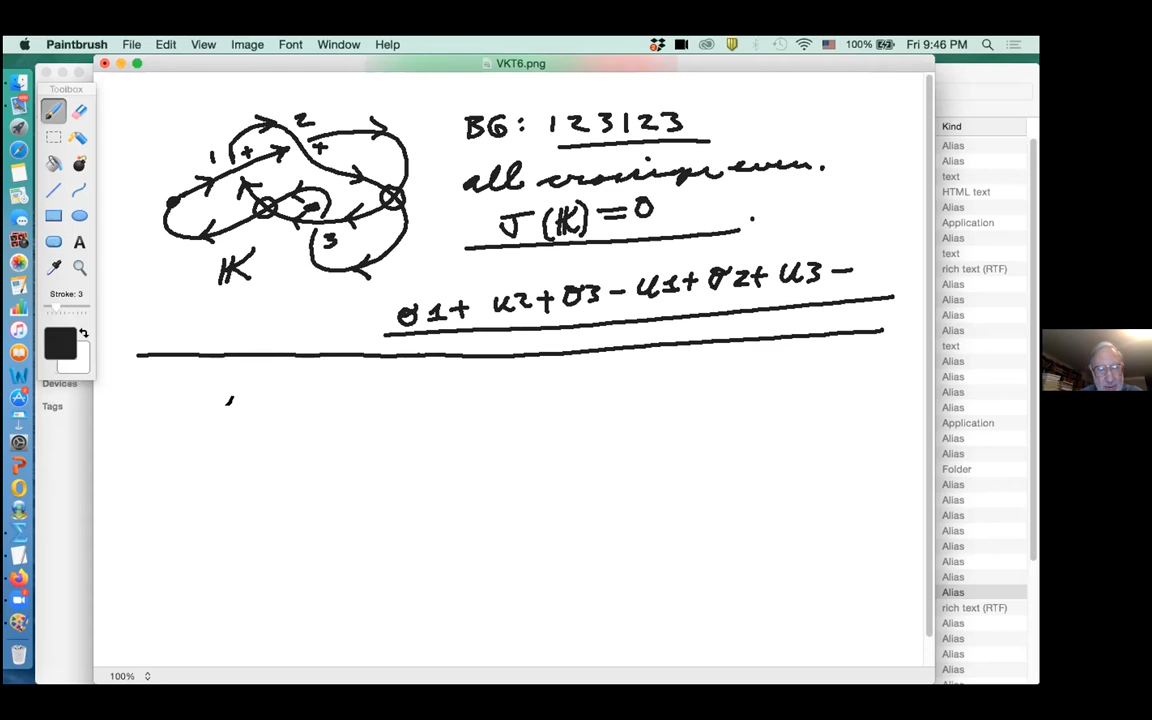 Paintbrush File Edit View Image Font Window Help
100% Fri 9:46 PM
VKT6.png
Toolbox
Stroke: 3
Devices
Tags
1 + 2 +
3
K
BG: 123123
all crossings even.
J(K) = 0
O1+ U2+ O3- U1+ O2+ U3-
100%
Kind
Alias
Alias
text
HTML text
Alias
Application
Alias
text
rich text (RTF)
Alias
Alias
Alias
text
Alias
Alias
Alias
Alias
Application
Alias
Alias
Folder
Alias
Alias
Alias
Alias
Alias
Alias
Alias
rich text (RTF)
Alias
Alias
Alias
Alias